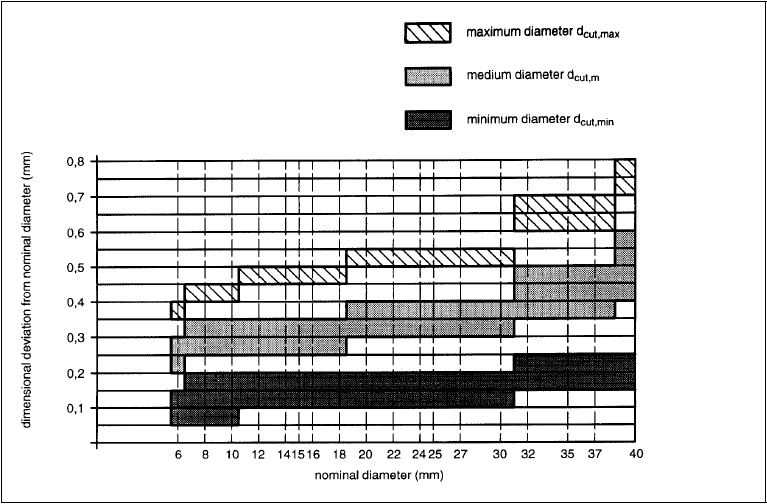 maximum diameter dcut,max
medium diameter dcut,m
minimum diameter dcut,min
dimensional deviation from nominal diameter (mm)
0,8
0,7
0,6
0,5
0,4
0,3
0,2
0,1
6 8 10 12 14 15 16 18 20 22 24 25 27 30 32 35 37 40
nominal diameter (mm)